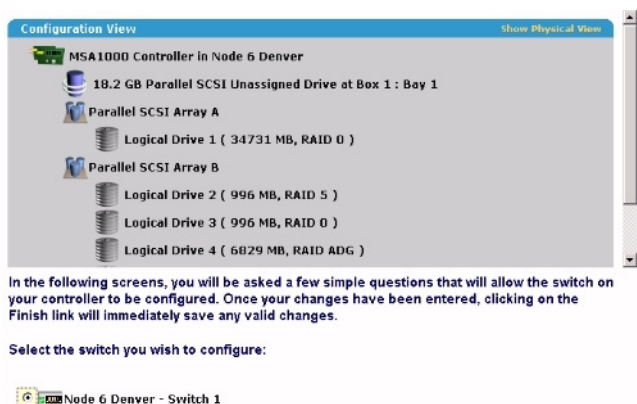 Configuration View
Show Physical View
MSA1000 Controller in Node 6 Denver
18.2 GB Parallel SCSI Unassigned Drive at Box 1 : Bay 1
Parallel SCSI Array A
Logical Drive 1 ( 34731 MB, RAID 0 )
Parallel SCSI Array B
Logical Drive 2 ( 996 MB, RAID 5 )
Logical Drive 3 ( 996 MB, RAID 0 )
Logical Drive 4 ( 6829 MB, RAID ADG )
In the following screens, you will be asked a few simple questions that will allow the switch on
your controller to be configured. Once your changes have been entered, clicking on the
Finish link will immediately save any valid changes.
Select the switch you wish to configure:
Node 6 Denver - Switch 1